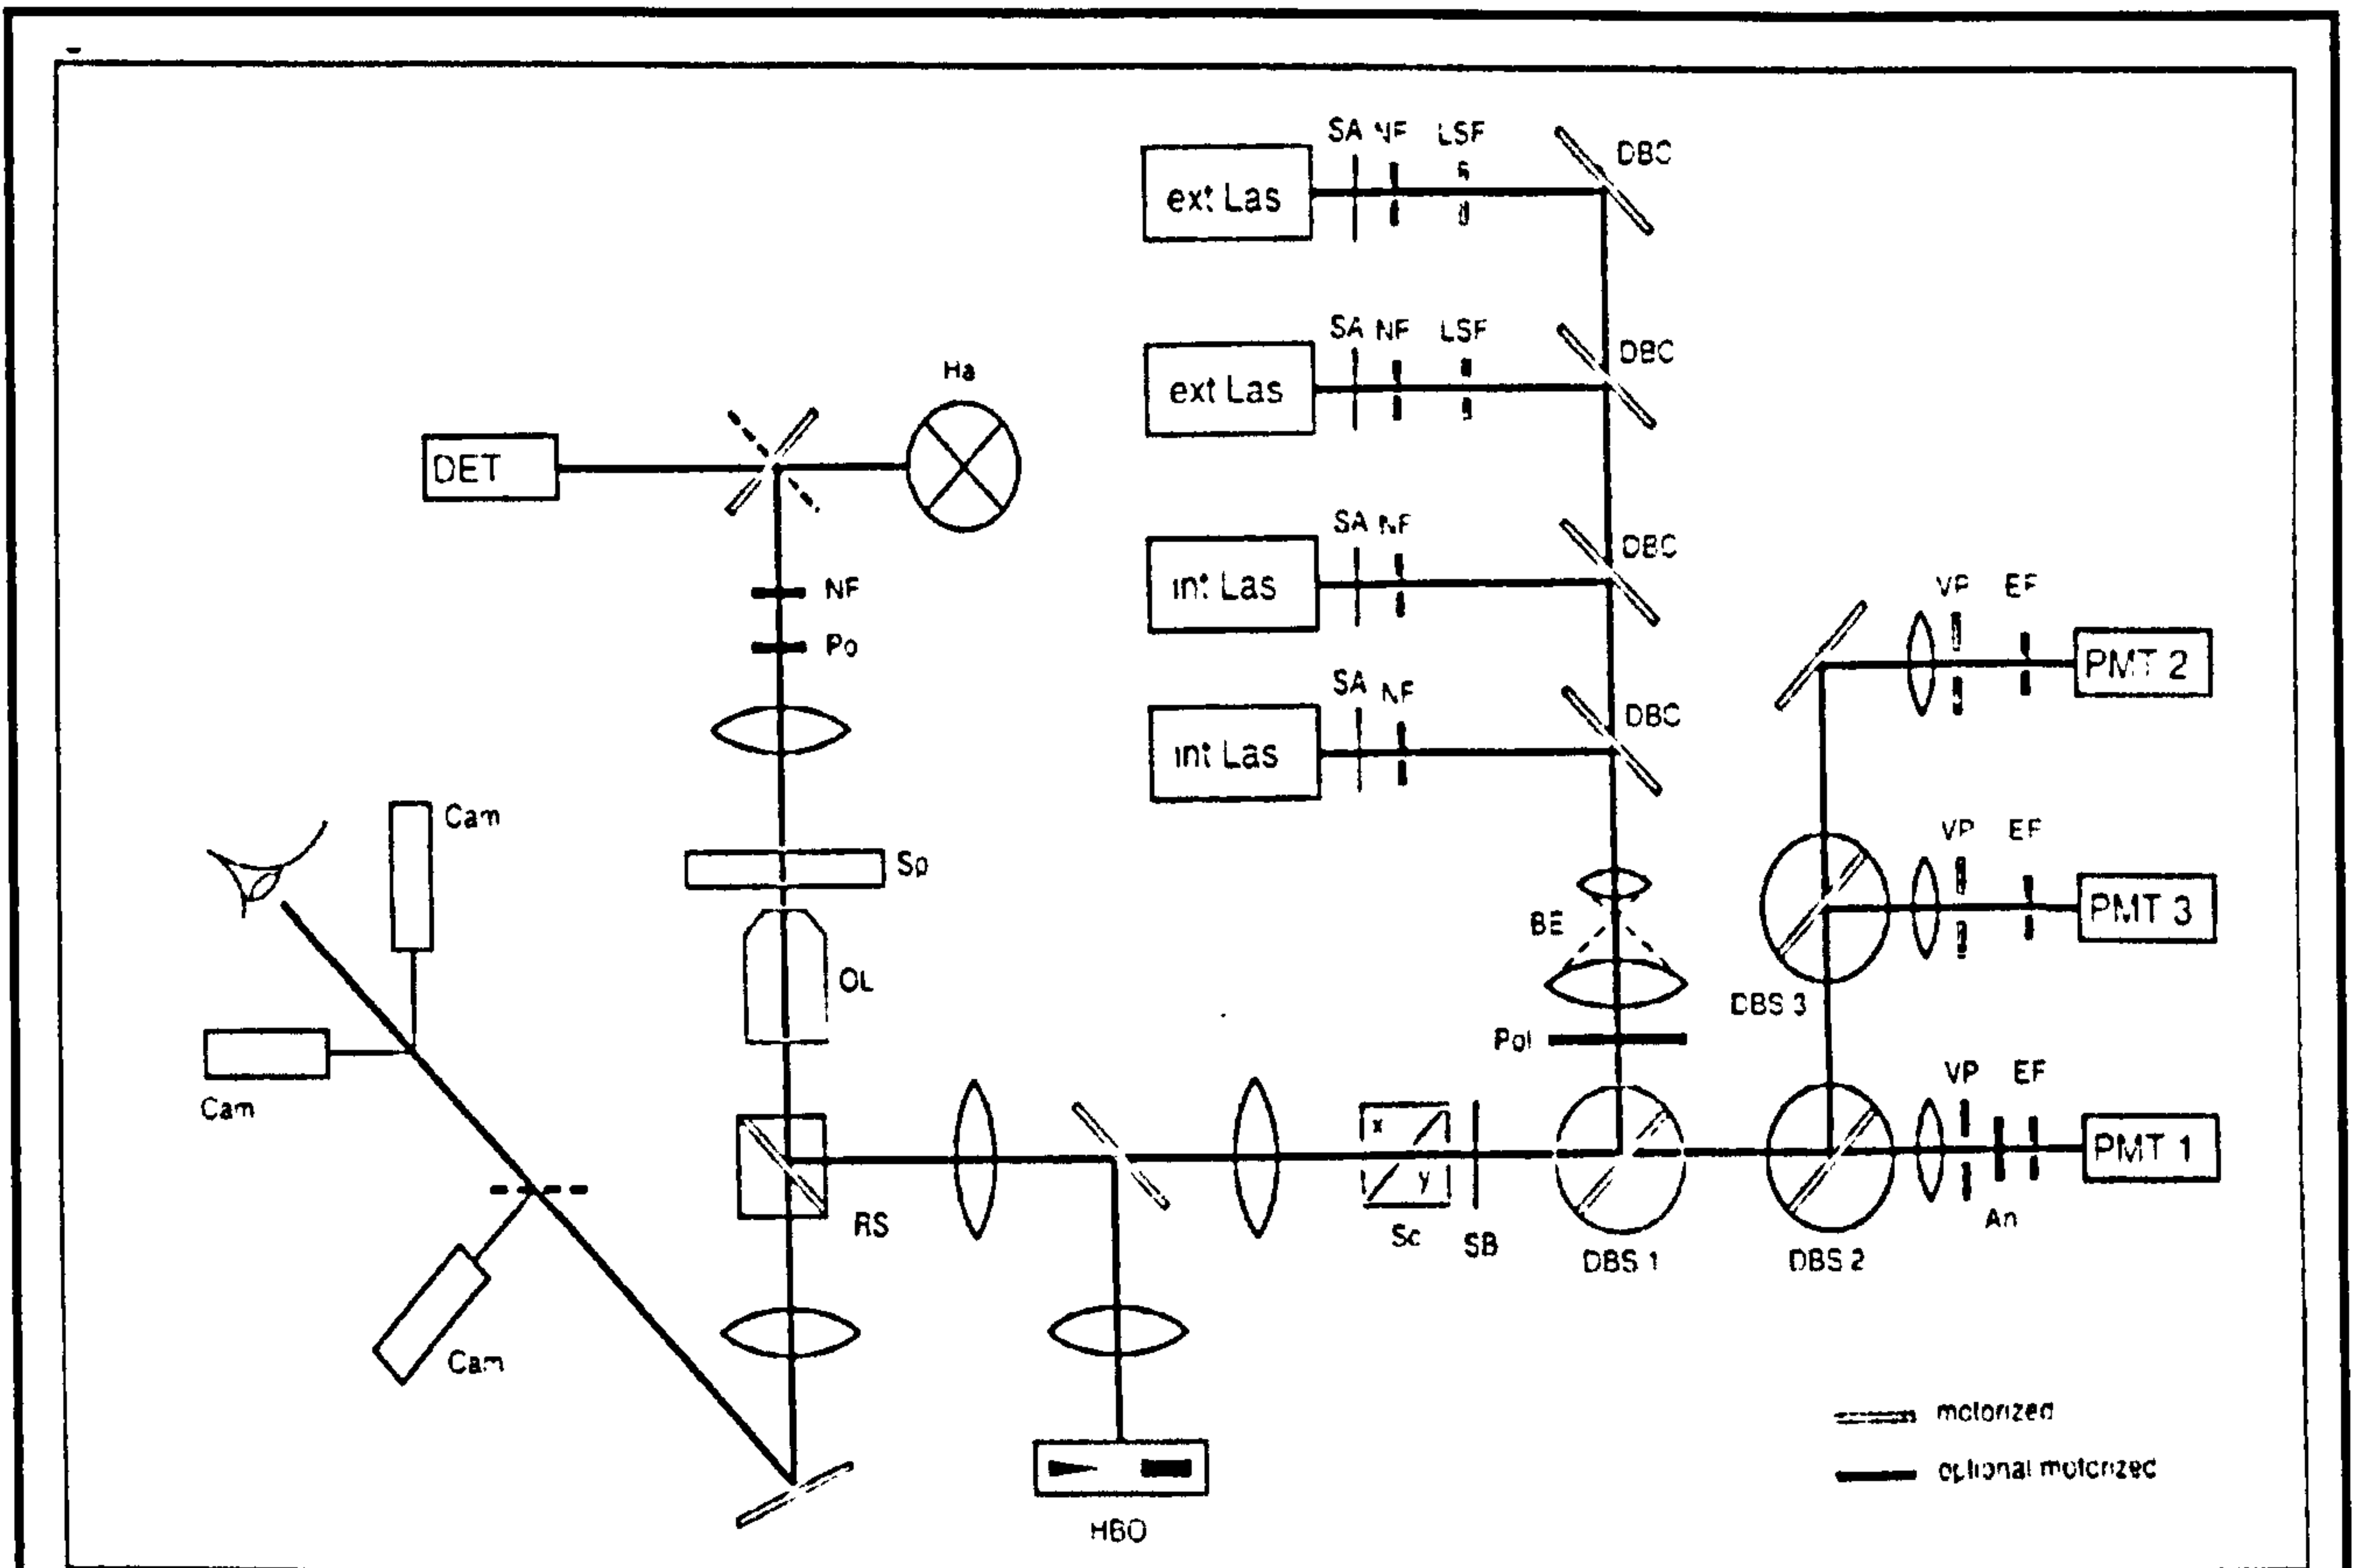 SA NF LSF
DBC
ext Las
SA NF LSF
DBC
ext Las
Ha
DET
SA NF
DBC
int Las
NF
Po
VP EF
PMT 2
SA NF
DBC
int Las
Cam
Sp
VP EF
PMT 3
BE
OL
DBS 3
Pol
Cam
VP EF
PMT 1
x
y
RS
Sc
SB
An
DBS 1
DBS 2
Cam
motorized
optional motorized
HBO